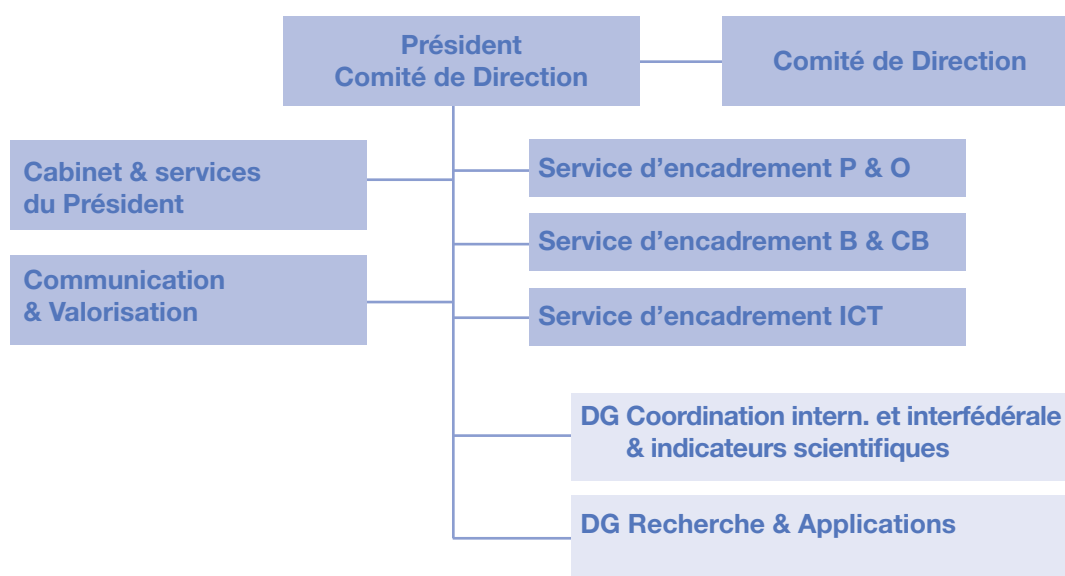 Président
Comité de Direction
Comité de Direction
Cabinet & services
du Président
Communication
& Valorisation
Service d’encadrement P & O
Service d’encadrement B & CB
Service d’encadrement ICT
DG Coordination intern. et interfédérale
& indicateurs scientifiques
DG Recherche & Applications